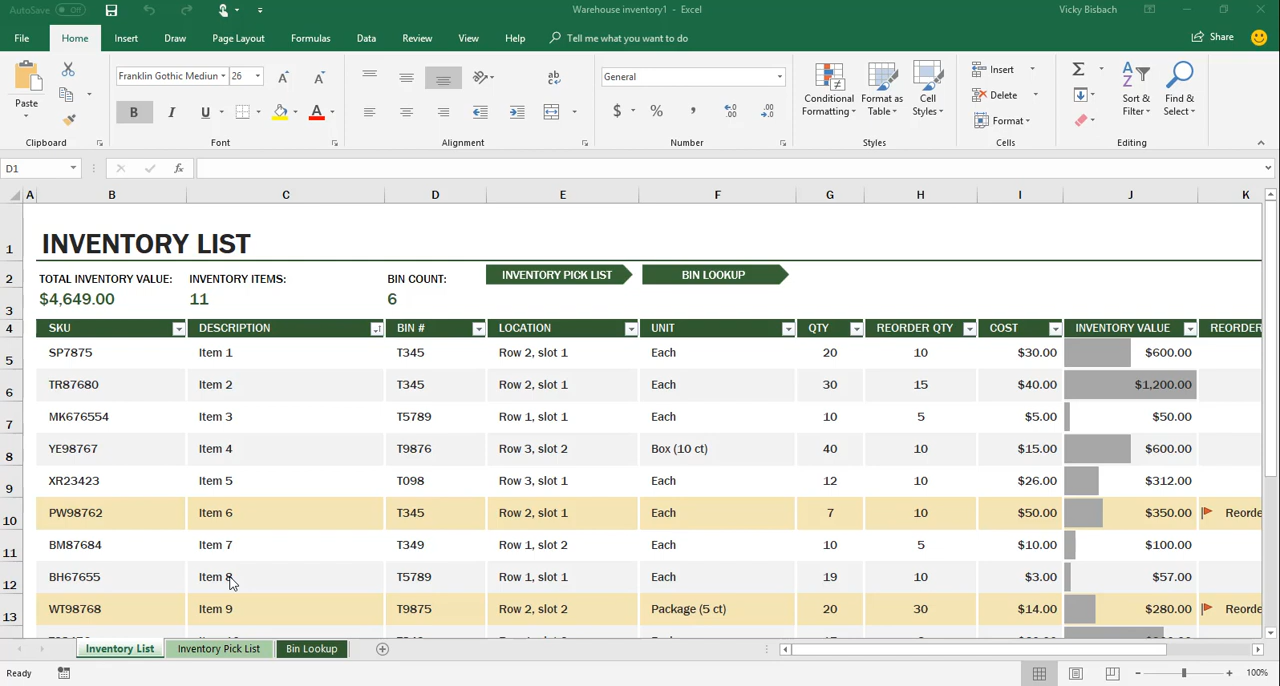 AutoSave Off Warehouse inventory1 - Excel Vicky Bisbach
File Home Insert Draw Page Layout Formulas Data Review View Help Tell me what you want to do Share
Franklin Gothic Medium 26 ab General Insert
Paste B I U A $ % , Conditional Formatting Format as Table Cell Styles Delete Sort & Filter Find & Select
Format
Clipboard Font Alignment Number Styles Cells Editing
D1 fx
A B C D E F G H I J K
1 INVENTORY LIST
2 TOTAL INVENTORY VALUE: INVENTORY ITEMS: BIN COUNT: INVENTORY PICK LIST BIN LOOKUP
3 $4,649.00 11 6
4 SKU DESCRIPTION BIN # LOCATION UNIT QTY REORDER QTY COST INVENTORY VALUE REORDER
5 SP7875 Item 1 T345 Row 2, slot 1 Each 20 10 $30.00 $600.00
6 TR87680 Item 2 T345 Row 2, slot 1 Each 30 15 $40.00 $1,200.00
7 MK676554 Item 3 T5789 Row 1, slot 1 Each 10 5 $5.00 $50.00
8 YE98767 Item 4 T9876 Row 3, slot 2 Box (10 ct) 40 10 $15.00 $600.00
9 XR23423 Item 5 T098 Row 3, slot 1 Each 12 10 $26.00 $312.00
10 PW98762 Item 6 T345 Row 2, slot 1 Each 7 10 $50.00 $350.00 Reorde
11 BM87684 Item 7 T349 Row 1, slot 2 Each 10 5 $10.00 $100.00
12 BH67655 Item 8 T5789 Row 1, slot 1 Each 19 10 $3.00 $57.00
13 WT98768 Item 9 T9875 Row 2, slot 2 Package (5 ct) 20 30 $14.00 $280.00 Reorde
Inventory List Inventory Pick List Bin Lookup
Ready 100%